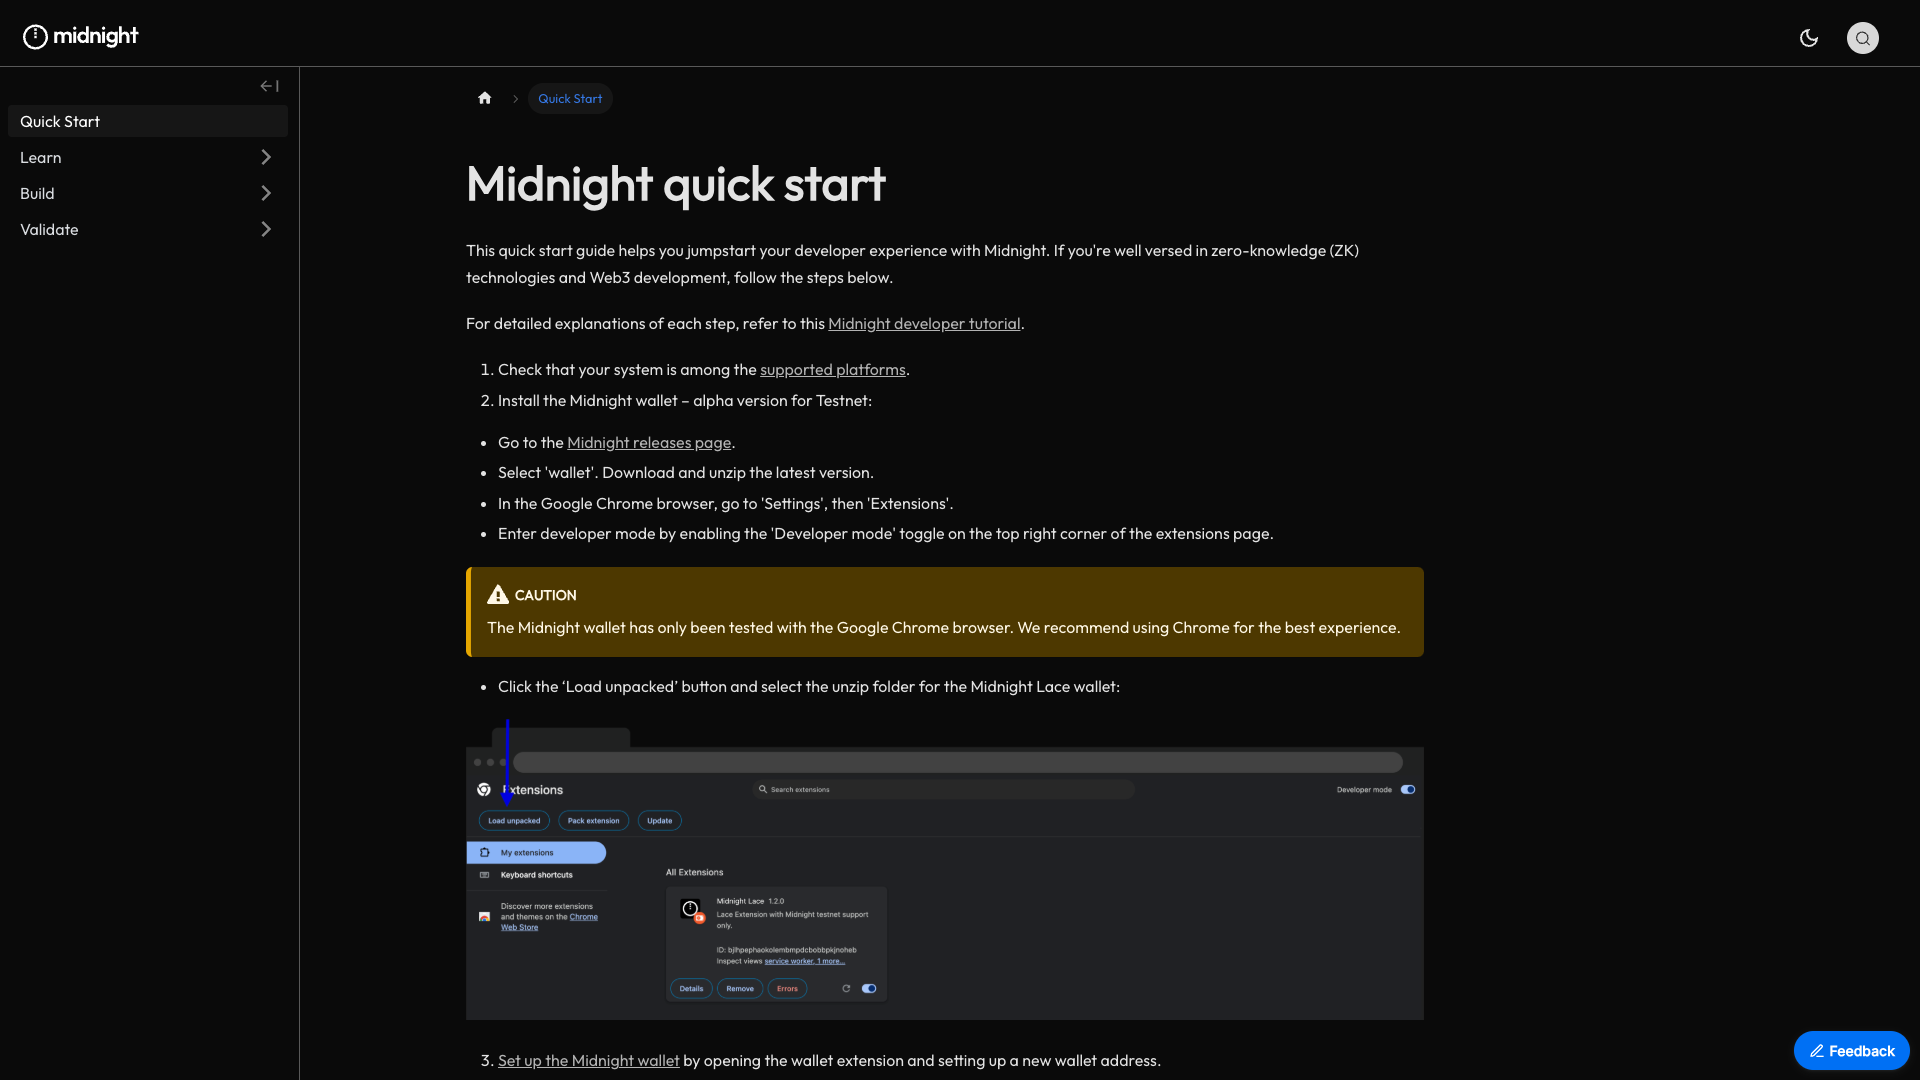 midnight
Quick Start
Learn
Build
Validate
Quick Start
Midnight quick start
This quick start guide helps you jumpstart your developer experience with Midnight. If you're well versed in zero-knowledge (ZK)
technologies and Web3 development, follow the steps below.
For detailed explanations of each step, refer to this Midnight developer tutorial.
1. Check that your system is among the supported platforms.
2. Install the Midnight wallet – alpha version for Testnet:
• Go to the Midnight releases page.
• Select 'wallet'. Download and unzip the latest version.
• In the Google Chrome browser, go to 'Settings', then 'Extensions'.
• Enter developer mode by enabling the 'Developer mode' toggle on the top right corner of the extensions page.
CAUTION
The Midnight wallet has only been tested with the Google Chrome browser. We recommend using Chrome for the best experience.
• Click the ‘Load unpacked’ button and select the unzip folder for the Midnight Lace wallet:
Extensions
Search extensions
Developer mode
Load unpacked
Pack extension
Update
My extensions
Keyboard shortcuts
Discover more extensions
and themes on the Chrome
Web Store
All Extensions
Midnight Lace 1.2.0
Lace Extension with Midnight testnet support
only.
ID: bjlhpephaokolembmpdcbobbpkjnoheb
Inspect views service worker, 1 more...
Details
Remove
Errors
3. Set up the Midnight wallet by opening the wallet extension and setting up a new wallet address.
Feedback